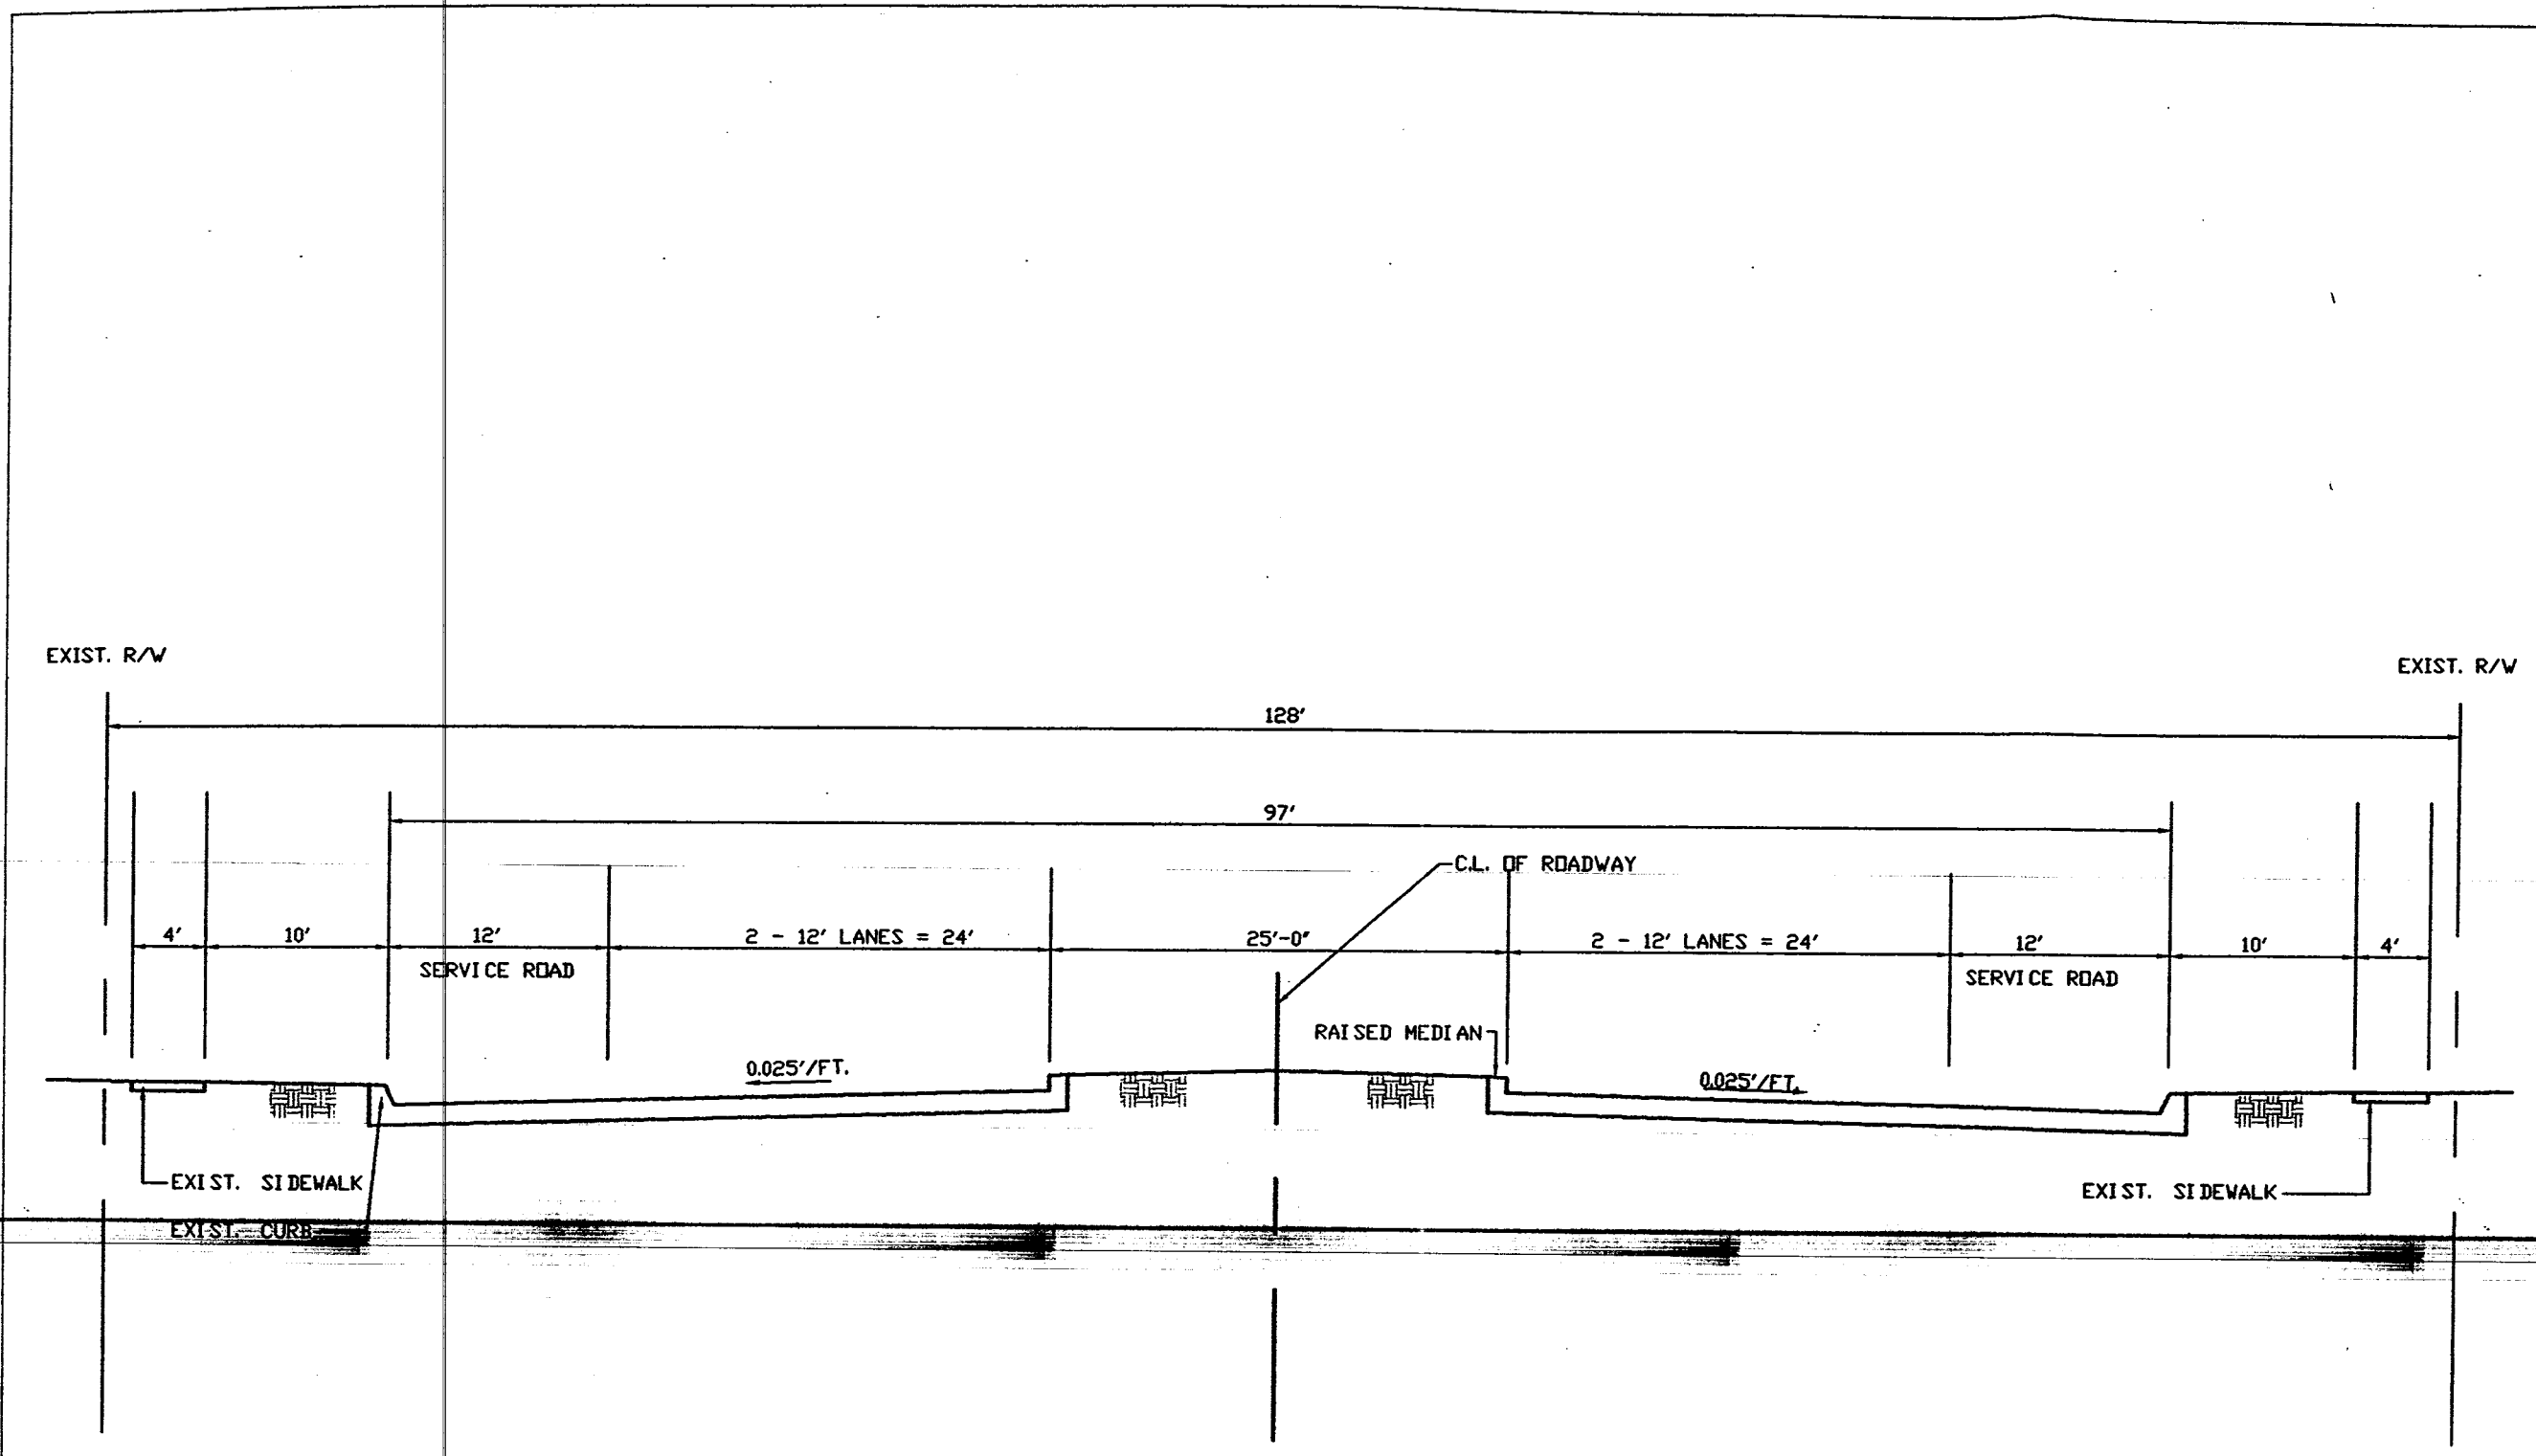 EXIST. R/W
EXIST. R/W
128'
97'
C.L. OF ROADWAY
4'
10'
12'
2 - 12' LANES = 24'
25'-0"
2 - 12' LANES = 24'
12'
10'
4'
SERVICE ROAD
SERVICE ROAD
RAISED MEDIAN
0.025'/FT.
0.025'/FT.
EXIST. SIDEWALK
EXIST. SIDEWALK
EXIST. CURB